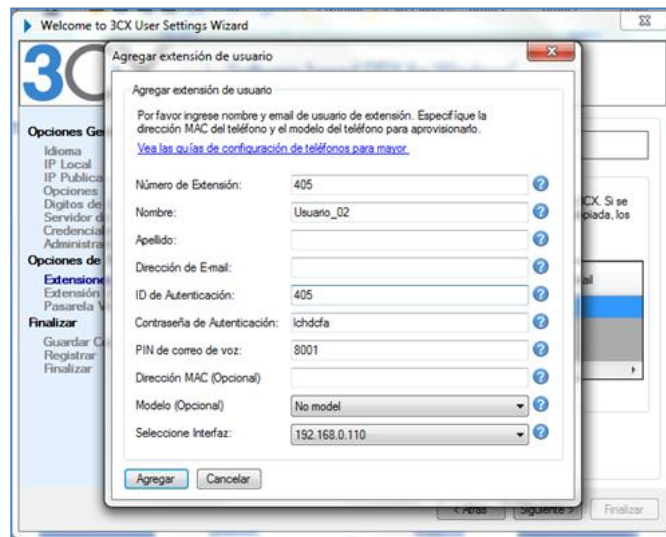 Welcome to 3CX User Settings Wizard
3C
Agregar extensión de usuario
Agregar extensión de usuario
Por favor ingrese nombre y email de usuario de extensión. Especifique la
dirección MAC del teléfono y el modelo del teléfono para aprovisionarlo.
Vea las guías de configuración de teléfonos para mayor
Número de Extensión: 405
Nombre: Usuario_02
Apellido:
Dirección de E-mail:
ID de Autenticación: 405
Contraseña de Autenticación: lchdcfa
PIN de correo de voz: 8001
Dirección MAC (Opcional)
Modelo (Opcional) No model
Seleccione Interfaz: 192.168.0.110
Agregar Cancelar
Opciones Ge
Idioma
IP Local
IP Publica
Opciones
Digitos de
Servidor d
Credencial
Administra
Opciones de
Extensione
Extensión
Pasarela V
Finalizar
Guardar C
Registrar
Finalizar
CX. Si se
piada, los
ail
< Atrás Siguiente > Finalizar